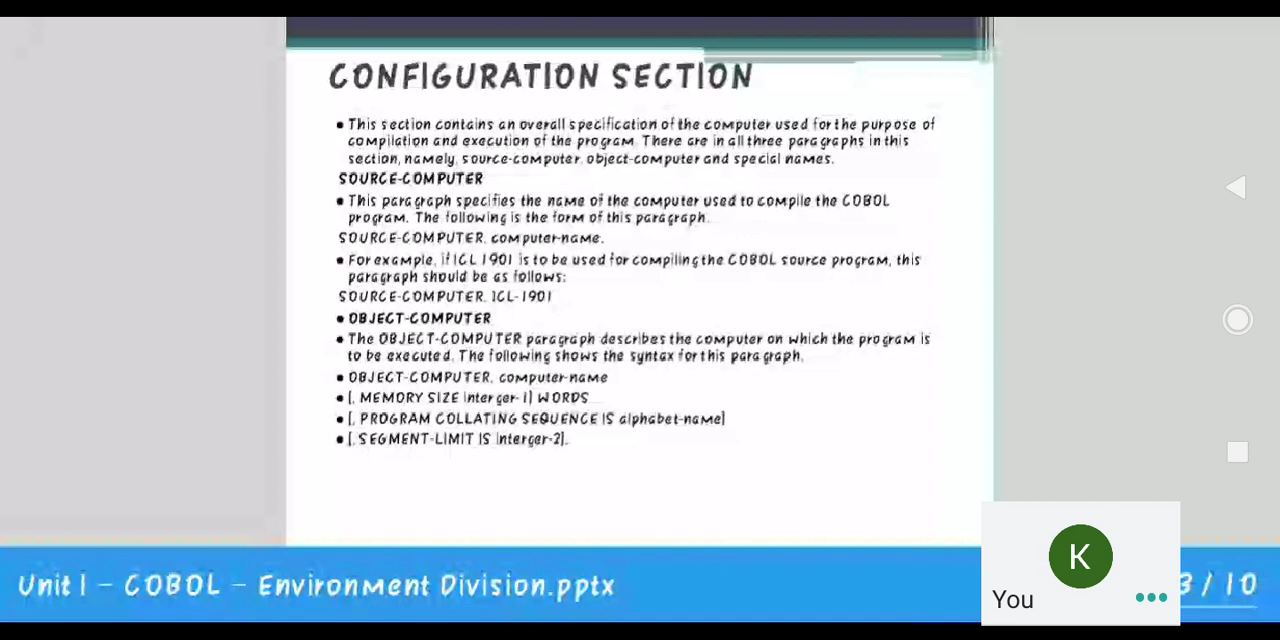 CONFIGURATION SECTION
• This section contains an overall specification of the computer used for the purpose of
compilation and execution of the program. There are in all three paragraphs in this
section, namely, source-computer, object-computer and special names.
SOURCE-COMPUTER
• This paragraph specifies the name of the computer used to compile the COBOL
program. The following is the form of this paragraph.
SOURCE-COMPUTER. computer-name.
• For example, if ICL 1901 is to be used for compiling the COBOL source program, this
paragraph should be as follows:
SOURCE-COMPUTER. ICL-1901
• OBJECT-COMPUTER
• The OBJECT-COMPUTER paragraph describes the computer on which the program is
to be executed. The following shows the syntax for this paragraph.
• OBJECT-COMPUTER. computer-name
• [, MEMORY SIZE interger-1] WORDS
• [, PROGRAM COLLATING SEQUENCE IS alphabet-name]
• [, SEGMENT-LIMIT IS interger-2].
Unit I – COBOL – Environment Division.pptx
3 / 10
K
You